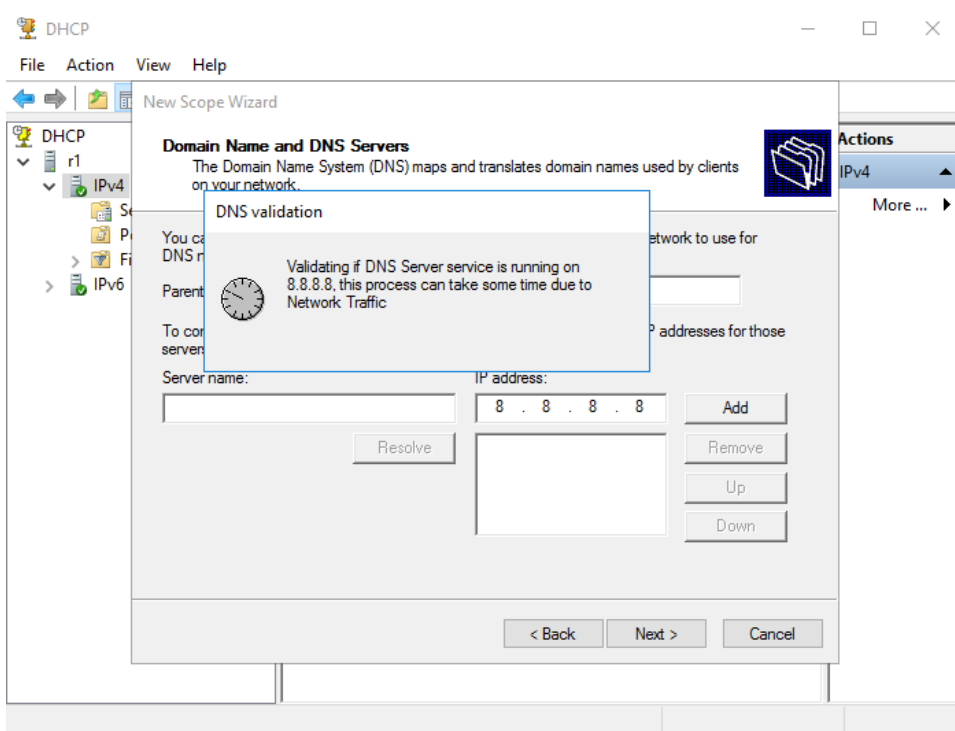 DHCP
File Action View Help
New Scope Wizard
DHCP
r1
IPv4
IPv6
Domain Name and DNS Servers
The Domain Name System (DNS) maps and translates domain names used by clients
on your network.
DNS validation
Validating if DNS Server service is running on
8.8.8.8, this process can take some time due to
Network Traffic
You ca
etwork to use for
DNS r
Parent
To con
P addresses for those
servers
Server name:
IP address:
8 . 8 . 8 . 8
Add
Resolve
Remove
Up
Down
< Back
Next >
Cancel
Actions
IPv4
More ...